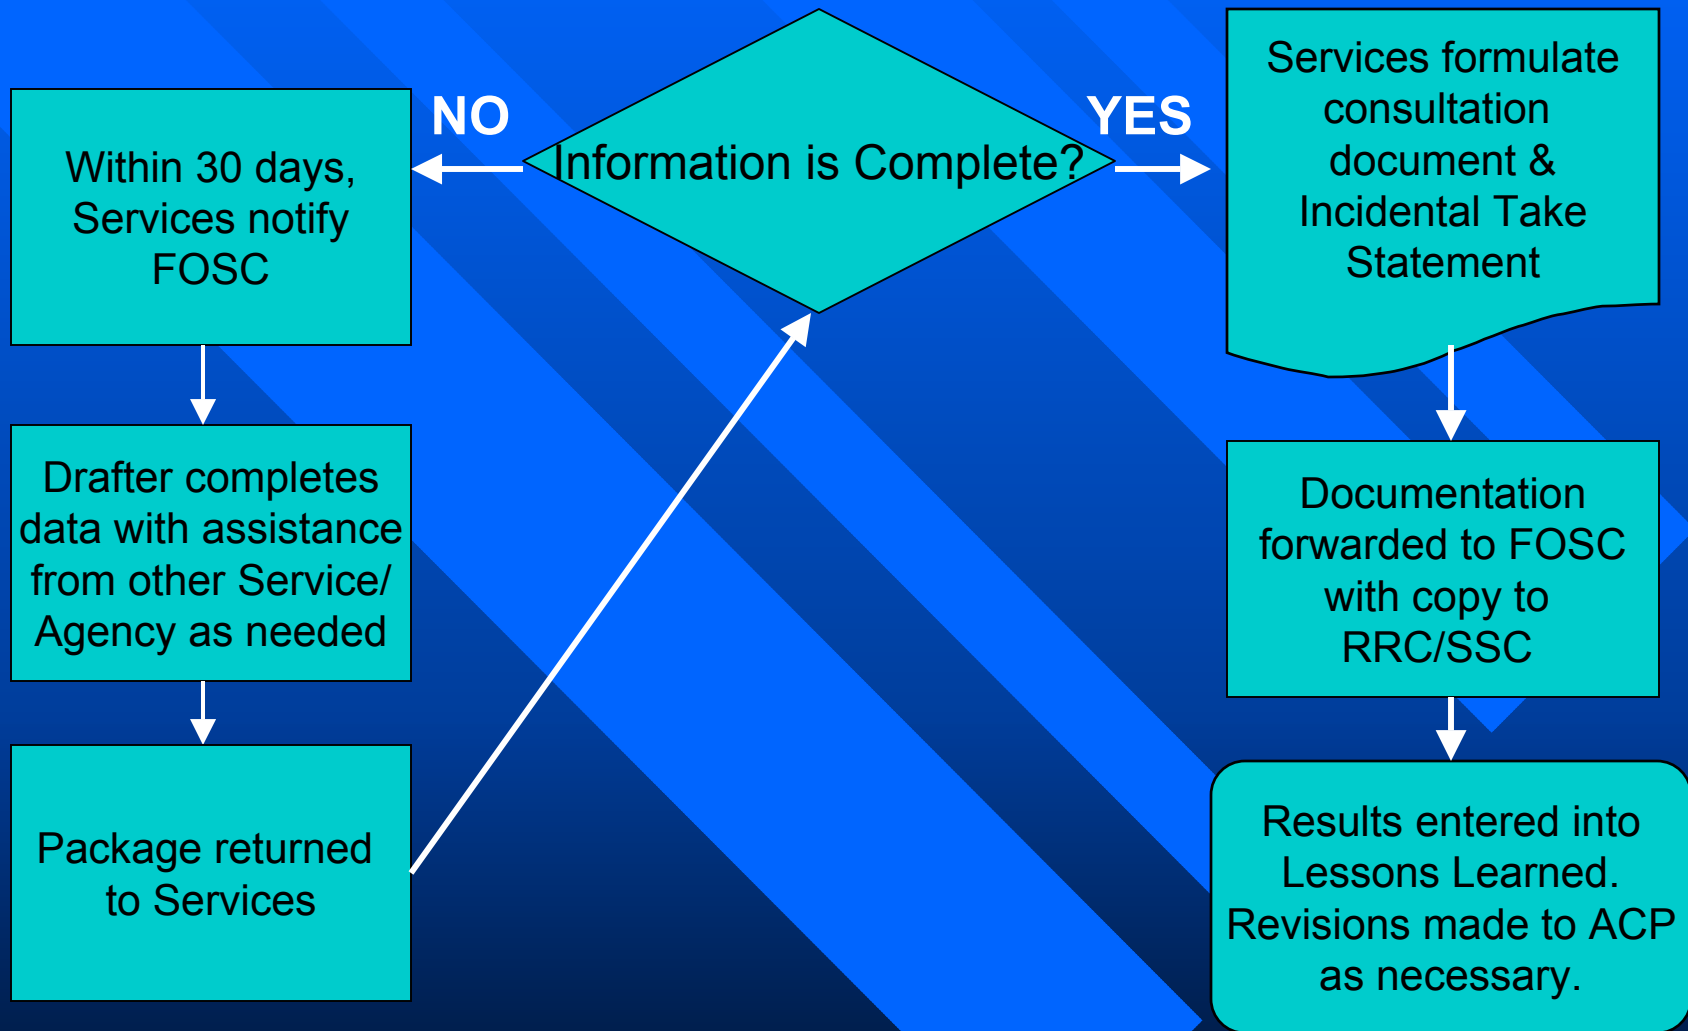 Information is Complete?
NO
Within 30 days,
Services notify
FOSC
Drafter completes
data with assistance
from other Service/
Agency as needed
Package returned
to Services
YES
Services formulate
consultation
document &
Incidental Take
Statement
Documentation
forwarded to FOSC
with copy to
RRC/SSC
Results entered into
Lessons Learned.
Revisions made to ACP
as necessary.